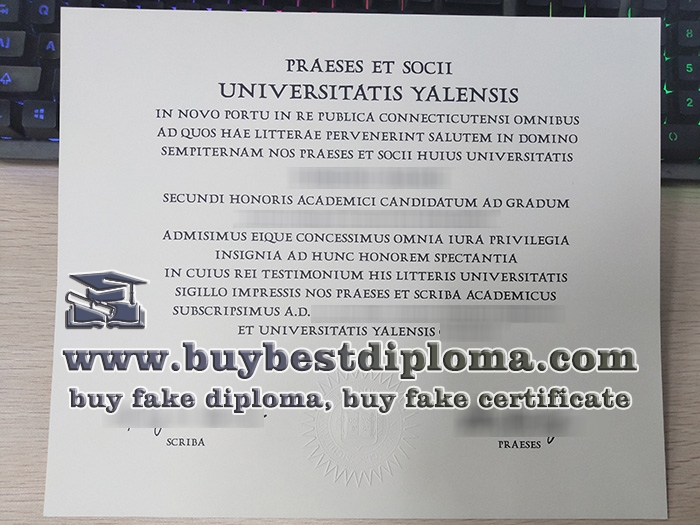 PRAESES ET SOCII
UNIVERSITATIS YALENSIS
IN NOVO PORTU IN RE PUBLICA CONNECTICUTENSI OMNIBUS
AD QUOS HAE LITTERAE PERVENERINT SALUTEM IN DOMINO
SEMPITERNAM NOS PRAESES ET SOCII HUIUS UNIVERSITATIS
SECUNDI HONORIS ACADEMICI CANDIDATUM AD GRADUM
ADMISIMUS EIQUE CONCESSIMUS OMNIA IURA PRIVILEGIA
INSIGNIA AD HUNC HONOREM SPECTANTIA
IN CUIUS REI TESTIMONIUM HIS LITTERIS UNIVERSITATIS
SIGILLO IMPRESSIS NOS PRAESES ET SCRIBA ACADEMICUS
SUBSCRIPSIMUS A.D.
ET UNIVERSITATIS YALENSIS
www.buybestdiploma.com
buy fake diploma, buy fake certificate
SCRIBA
PRAESES